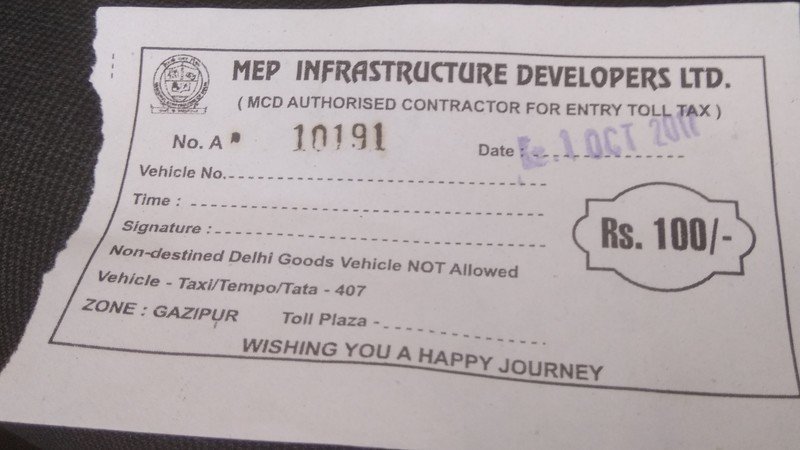 MEP INFRASTRUCTURE DEVELOPERS LTD.
( MCD AUTHORISED CONTRACTOR FOR ENTRY TOLL TAX )
No. A 10191
Date : 1 OCT
Vehicle No.
Time :
Signature :
Rs. 100/-
Non-destined Delhi Goods Vehicle NOT Allowed
Vehicle - Taxi/Tempo/Tata - 407
ZONE : GAZIPUR Toll Plaza -
WISHING YOU A HAPPY JOURNEY